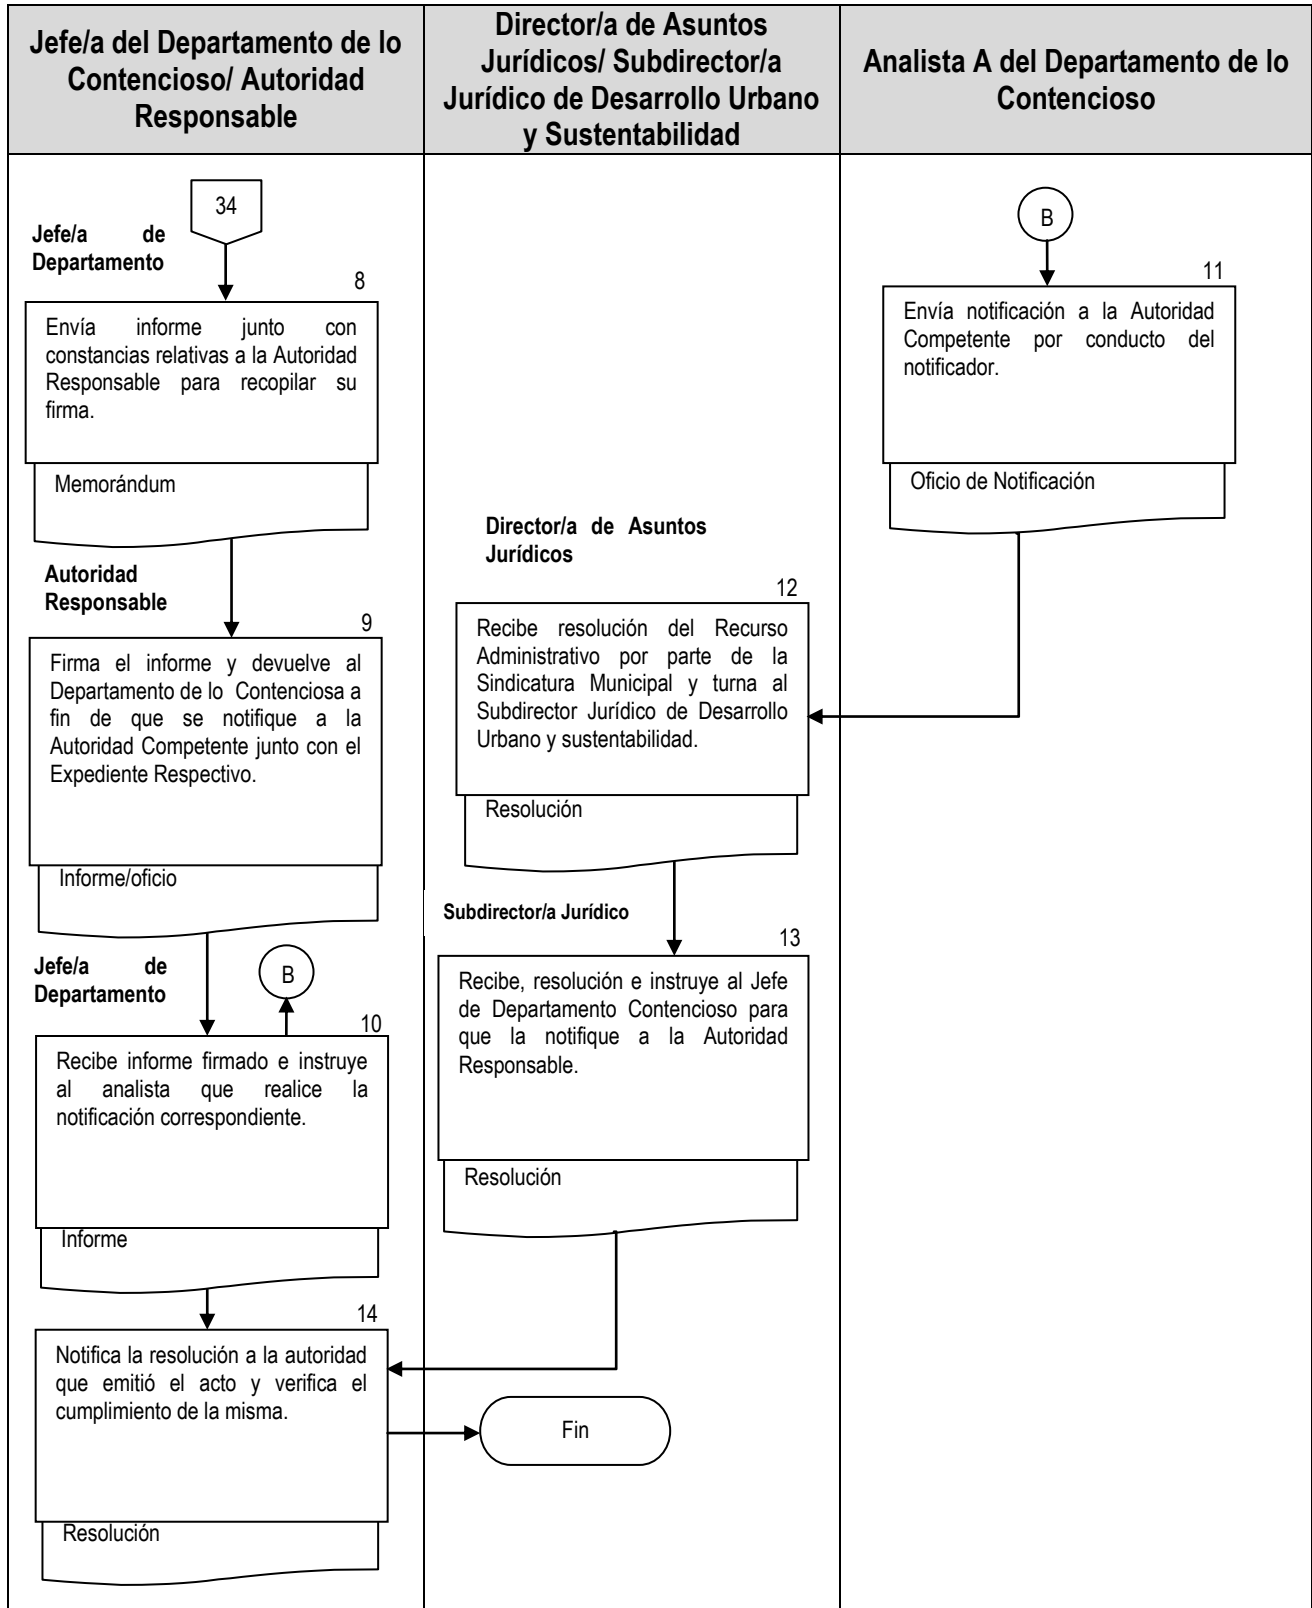 Jefe/a del Departamento de lo
Contencioso/ Autoridad
Responsable
Director/a de Asuntos
Jurídicos/ Subdirector/a
Jurídico de Desarrollo Urbano
y Sustentabilidad
Analista A del Departamento de lo
Contencioso
34
Jefe/a de
Departamento
8
Envía informe junto con
constancias relativas a la Autoridad
Responsable para recopilar su
firma.
Memorándum
Autoridad
Responsable
9
Firma el informe y devuelve al
Departamento de lo Contenciosa a
fin de que se notifique a la
Autoridad Competente junto con el
Expediente Respectivo.
Informe/oficio
Jefe/a de
Departamento
B
10
Recibe informe firmado e instruye
al analista que realice la
notificación correspondiente.
Informe
14
Notifica la resolución a la autoridad
que emitió el acto y verifica el
cumplimiento de la misma.
Resolución
Director/a de Asuntos
Jurídicos
12
Recibe resolución del Recurso
Administrativo por parte de la
Sindicatura Municipal y turna al
Subdirector Jurídico de Desarrollo
Urbano y sustentabilidad.
Resolución
Subdirector/a Jurídico
13
Recibe, resolución e instruye al Jefe
de Departamento Contencioso para
que la notifique a la Autoridad
Responsable.
Resolución
Fin
B
11
Envía notificación a la Autoridad
Competente por conducto del
notificador.
Oficio de Notificación